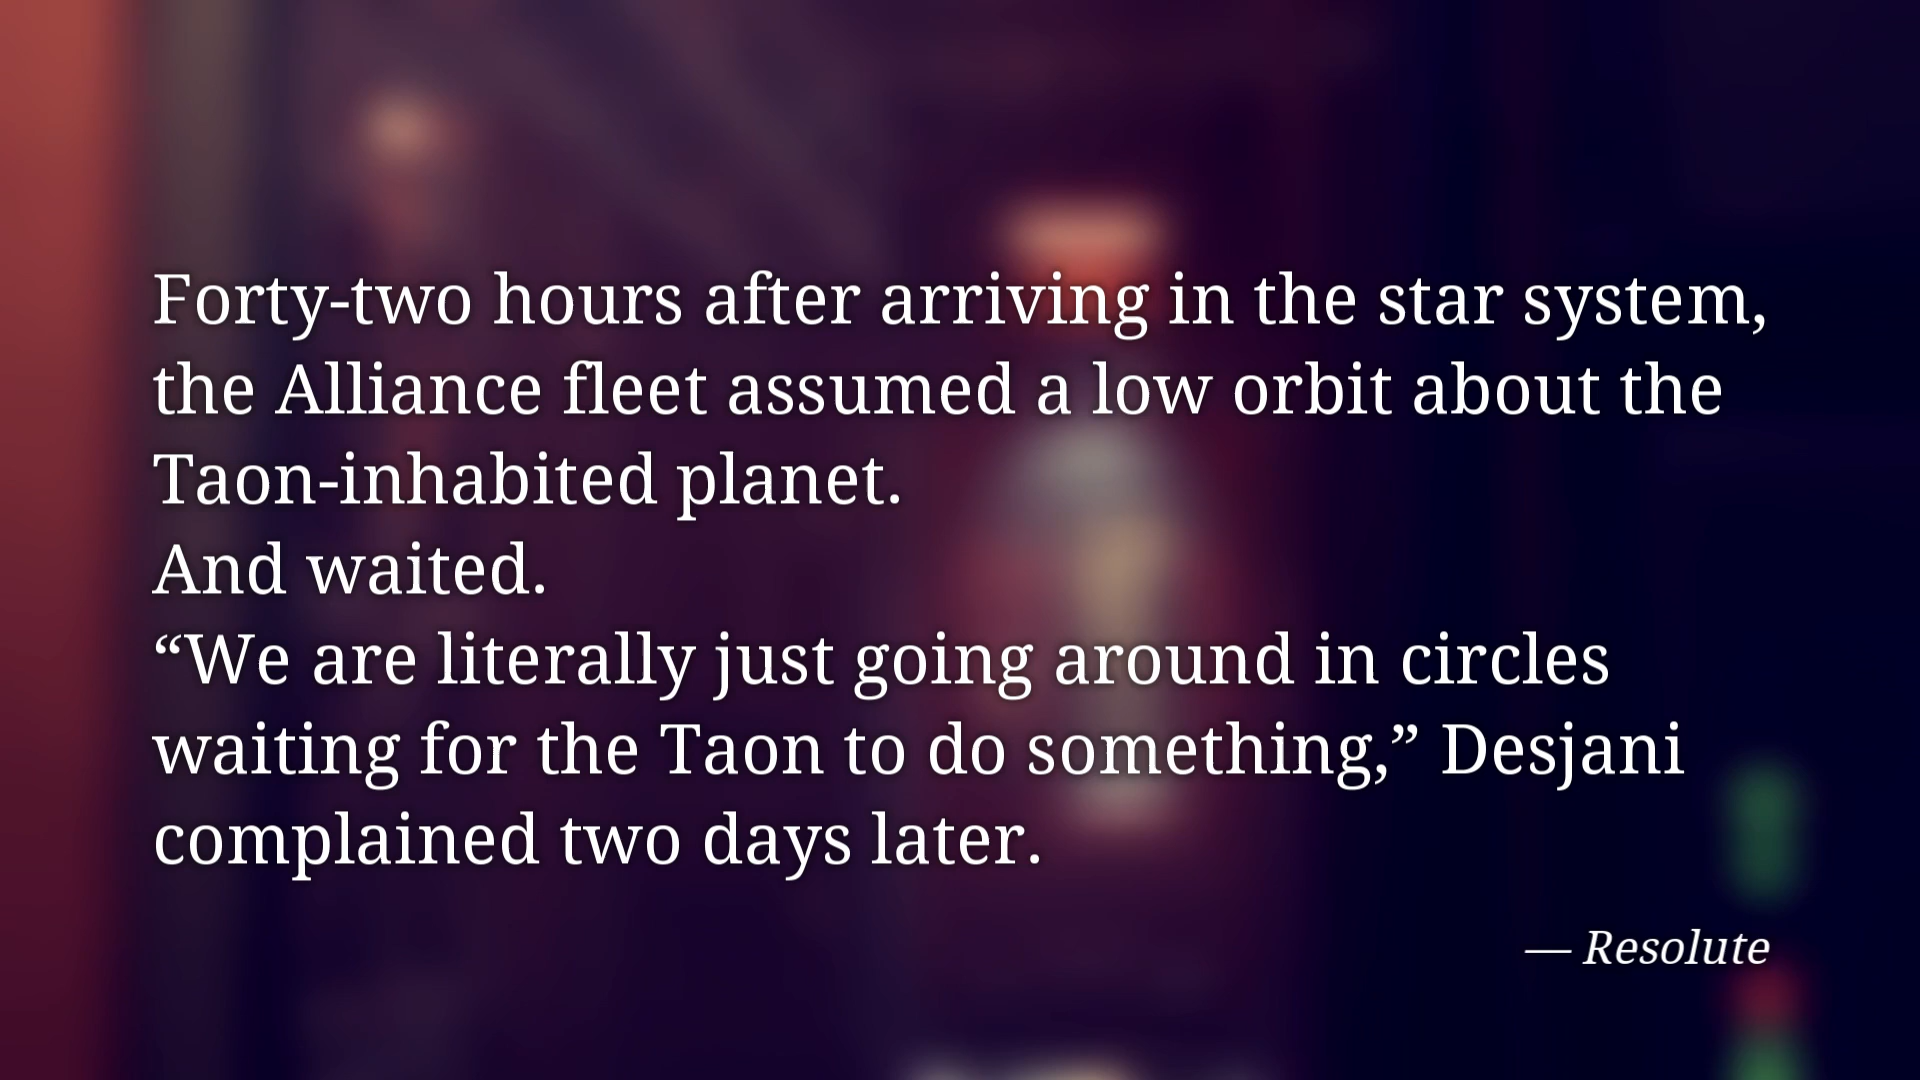 Forty-two hours after arriving in the star system,
the Alliance fleet assumed a low orbit about the
Taon-inhabited planet.
And waited.
“We are literally just going around in circles
waiting for the Taon to do something,” Desjani
complained two days later.
— Resolute